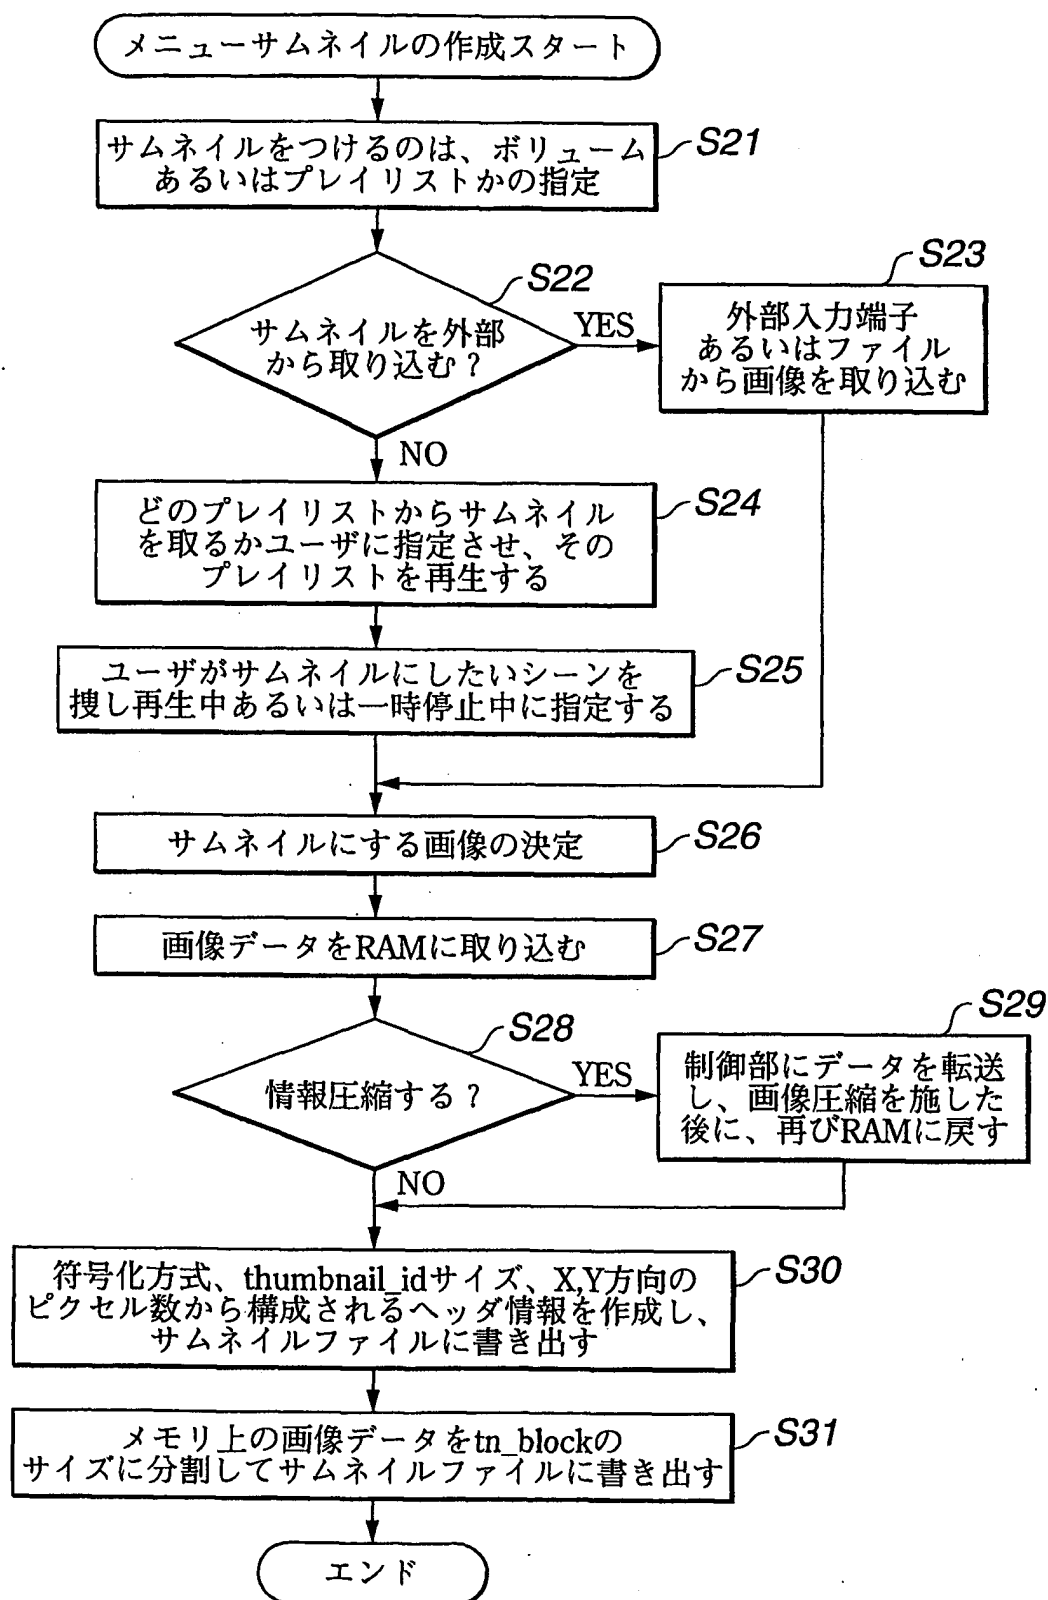 メニューサムネイルの作成スタート
サムネイルをつけるのは、ボリューム
あるいはプレイリストかの指定
S21
S22
サムネイルを外部
から取り込む?
YES
S23
外部入力端子
あるいはファイル
から画像を取り込む
NO
どのプレイリストからサムネイル
を取るかユーザに指定させ、その
プレイリストを再生する
S24
ユーザがサムネイルにしたいシーンを
捜し再生中あるいは一時停止中に指定する
S25
サムネイルにする画像の決定
S26
画像データをRAMに取り込む
S27
S28
情報圧縮する?
YES
S29
制御部にデータを転送
し、画像圧縮を施した
後に、再びRAMに戻す
NO
符号化方式、thumbnail_idサイズ、X,Y方向の
ピクセル数から構成されるヘッダ情報を作成し、
サムネイルファイルに書き出す
S30
メモリ上の画像データをtn_blockの
サイズに分割してサムネイルファイルに書き出す
S31
エンド